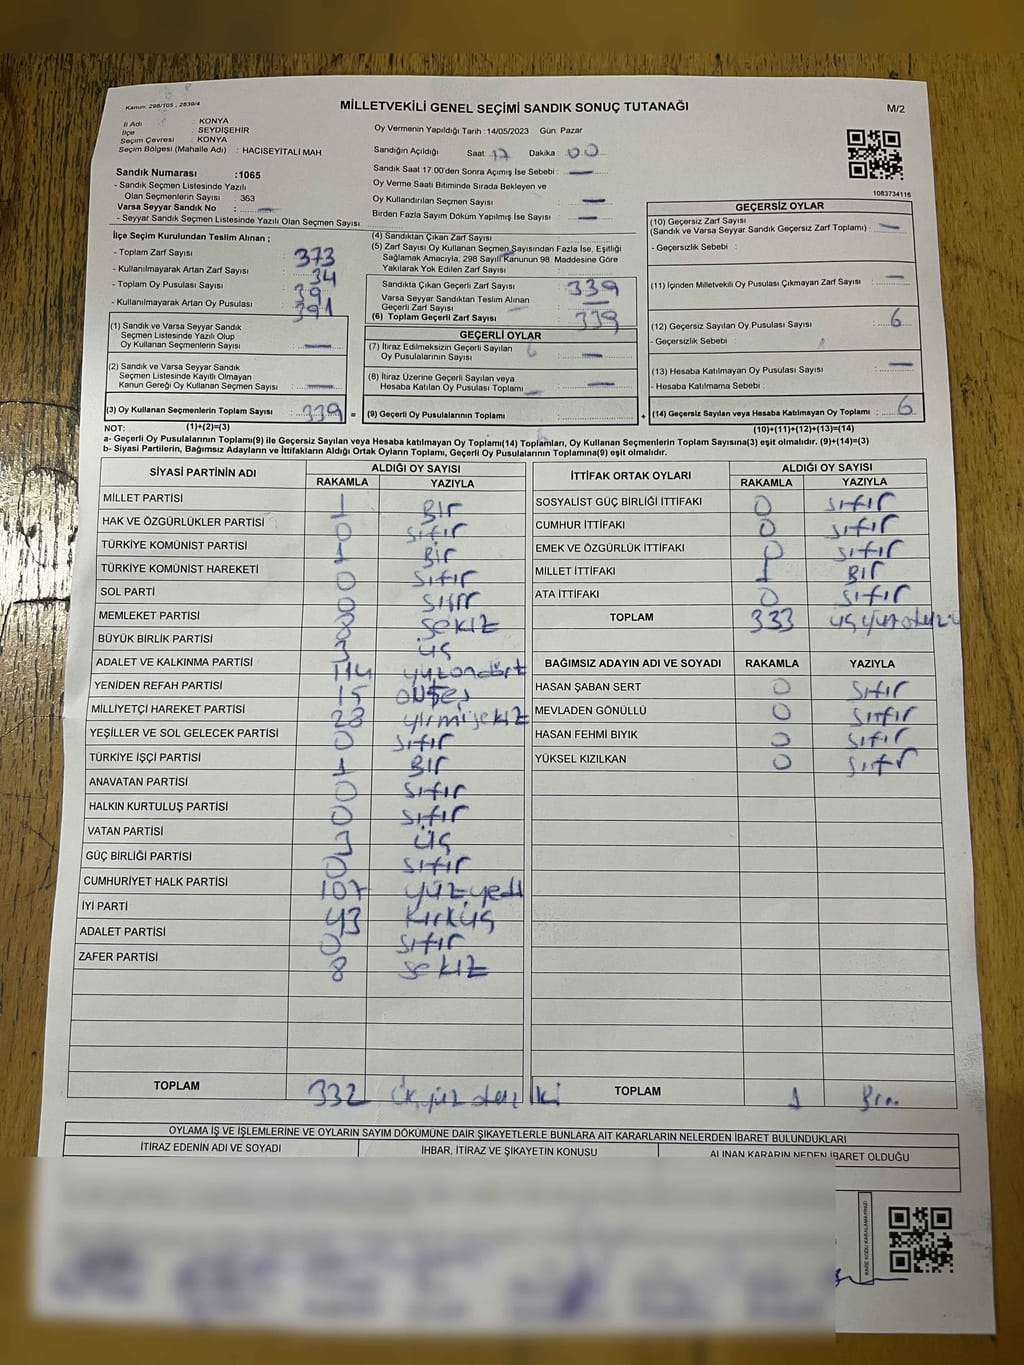 Kanun: 298/105 , 2839/4
MİLLETVEKİLİ GENEL SEÇİMİ SANDIK SONUÇ TUTANAĞI
M/2
İl Adı : KONYA
İlçe : SEYDİŞEHİR
Seçim Çevresi : KONYA
Seçim Bölgesi (Mahalle Adı) : HACISEYİTALİ MAH.
Oy Vermenin Yapıldığı Tarih : 14/05/2023 Gün: Pazar
Sandığın Açıldığı Saat: 17 Dakika : 00
Sandık Saat 17.00'den Sonra Açımış İse Sebebi : —
Oy Verme Saati Bitiminde Sırada Bekleyen ve
Oy Kullandırılan Seçmen Sayısı : —
Birden Fazla Sayım Döküm Yapılmış İse Sayısı : —
1083734116
Sandık Numarası :1065
- Sandık Seçmen Listesinde Yazılı
Olan Seçmenlerin Sayısı : 363
Varsa Seyyar Sandık No : —
- Seyyar Sandık Seçmen Listesinde Yazılı Olan Seçmen Sayısı
İlçe Seçim Kurulundan Teslim Alınan ;
- Toplam Zarf Sayısı : 373
- Kullanılmayarak Artan Zarf Sayısı : 34
- Toplam Oy Pusulası Sayısı :
- Kullanılmayarak Artan Oy Pusulası :
(1) Sandık ve Varsa Seyyar Sandık
Seçmen Listesinde Yazılı Olup
Oy Kullanan Seçmenlerin Sayısı : —
(2) Sandık ve Varsa Seyyar Sandık
Seçmen Listesinde Kayıtlı Olmayan
Kanun Gereği Oy Kullanan Seçmen Sayısı : —
(3) Oy Kullanan Seçmenlerin Toplam Sayısı : 339 =
(4) Sandıktan Çıkan Zarf Sayısı :
(5) Zarf Sayısı Oy Kullanan Seçmen Sayısından Fazla İse, Eşitliği
Sağlamak Amacıyla, 298 Sayılı Kanunun 98. Maddesine Göre
Yakılarak Yok Edilen Zarf Sayısı :
Sandıkta Çıkan Geçerli Zarf Sayısı : 339
Varsa Seyyar Sandıktan Teslim Alınan
Geçerli Zarf Sayısı : —
(6) Toplam Geçerli Zarf Sayısı : 339
GEÇERLİ OYLAR
(7) İtiraz Edilmeksizin Geçerli Sayılan
Oy Pusulalarının Sayısı : —
(8) İtiraz Üzerine Geçerli Sayılan veya
Hesaba Katılan Oy Pusulası Toplamı : —
(9) Geçerli Oy Pusulalarının Toplamı : +
GEÇERSİZ OYLAR
(10) Geçersiz Zarf Sayısı
(Sandık ve Varsa Seyyar Sandık Geçersiz Zarf Toplamı) : —
- Geçersizlik Sebebi :
(11) İçinden Milletvekili Oy Pusulası Çıkmayan Zarf Sayısı : —
(12) Geçersiz Sayılan Oy Pusulası Sayısı : 6
- Geçersizlik Sebebi :
(13) Hesaba Katılmayan Oy Pusulası Sayısı : —
- Hesaba Katılmama Sebebi :
(14) Geçersiz Sayılan veya Hesaba Katılmayan Oy Toplamı : 6
NOT: (1)+(2)=(3)
(10)+(11)+(12)+(13)=(14)
a- Geçerli Oy Pusulalarının Toplamı(9) ile Geçersiz Sayılan veya Hesaba katılmayan Oy Toplamı(14) Toplamları, Oy Kullanan Seçmenlerin Toplam Sayısına(3) eşit olmalıdır. (9)+(14)=(3)
b- Siyasi Partilerin, Bağımsız Adayların ve İttifakların Aldığı Ortak Oyların Toplamı, Geçerli Oy Pusulalarının Toplamına(9) eşit olmalıdır.
SİYASİ PARTİNİN ADI ALDIĞI OY SAYISI
RAKAMLA YAZIYLA
MİLLET PARTİSİ 1 Bir
HAK VE ÖZGÜRLÜKLER PARTİSİ 0 sıfır
TÜRKİYE KOMÜNİST PARTİSİ 1 Bir
TÜRKİYE KOMÜNİST HAREKETİ 0 sıfır
SOL PARTİ 0 sıfır
MEMLEKET PARTİSİ 8 sekiz
BÜYÜK BİRLİK PARTİSİ 3 üç
ADALET VE KALKINMA PARTİSİ 114 yüzondört
YENİDEN REFAH PARTİSİ 15 onbeş
MİLLİYETÇİ HAREKET PARTİSİ 28 yirmisekiz
YEŞİLLER VE SOL GELECEK PARTİSİ 0 sıfır
TÜRKİYE İŞÇİ PARTİSİ 1 Bir
ANAVATAN PARTİSİ 0 sıfır
HALKIN KURTULUŞ PARTİSİ 0 sıfır
VATAN PARTİSİ 3 üç
GÜÇ BİRLİĞİ PARTİSİ 0 sıfır
CUMHURİYET HALK PARTİSİ 107 yüzyedi
İYİ PARTİ 43 kırküç
ADALET PARTİSİ 0 sıfır
ZAFER PARTİSİ 8 sekiz
TOPLAM 332
İTTİFAK ORTAK OYLARI ALDIĞI OY SAYISI
RAKAMLA YAZIYLA
SOSYALİST GÜÇ BİRLİĞİ İTTİFAKI 0 sıfır
CUMHUR İTTİFAKI 0 sıfır
EMEK VE ÖZGÜRLÜK İTTİFAKI 0 sıfır
MİLLET İTTİFAKI 1 Bir
ATA İTTİFAKI 0 sıfır
TOPLAM 333
BAĞIMSIZ ADAYIN ADI VE SOYADI RAKAMLA YAZIYLA
HASAN ŞABAN SERT 0 sıfır
MEVLADEN GÖNÜLLÜ 0 sıfır
HASAN FEHMİ BIYIK 0 sıfır
YÜKSEL KIZILKAN 0 sıfır
TOPLAM 1 Bir
OYLAMA İŞ VE İŞLEMLERİNE VE OYLARIN SAYIM DÖKÜMÜNE DAİR ŞİKAYETLERLE BUNLARA AİT KARARLARIN NELERDEN İBARET BULUNDUKLARI
İTİRAZ EDENİN ADI VE SOYADI İHBAR, İTİRAZ VE ŞİKAYETİN KONUSU ALINAN KARARIN NEDEN İBARET OLDUĞU